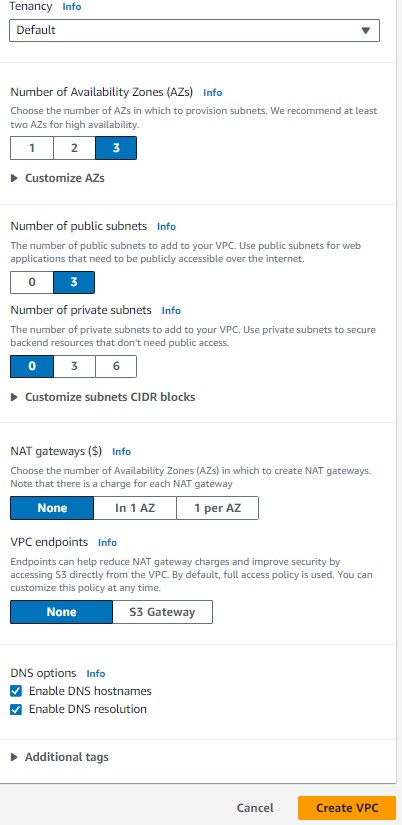 Tenancy Info
Default
Number of Availability Zones (AZs) Info
Choose the number of AZs in which to provision subnets. We recommend at least
two AZs for high availability.
1 2 3
Customize AZs
Number of public subnets Info
The number of public subnets to add to your VPC. Use public subnets for web
applications that need to be publicly accessible over the internet.
0 3
Number of private subnets Info
The number of private subnets to add to your VPC. Use private subnets to secure
backend resources that don't need public access.
0 3 6
Customize subnets CIDR blocks
NAT gateways ($) Info
Choose the number of Availability Zones (AZs) in which to create NAT gateways.
Note that there is a charge for each NAT gateway
None In 1 AZ 1 per AZ
VPC endpoints Info
Endpoints can help reduce NAT gateway charges and improve security by
accessing S3 directly from the VPC. By default, full access policy is used. You can
customize this policy at any time.
None S3 Gateway
DNS options Info
Enable DNS hostnames
Enable DNS resolution
Additional tags
Cancel Create VPC